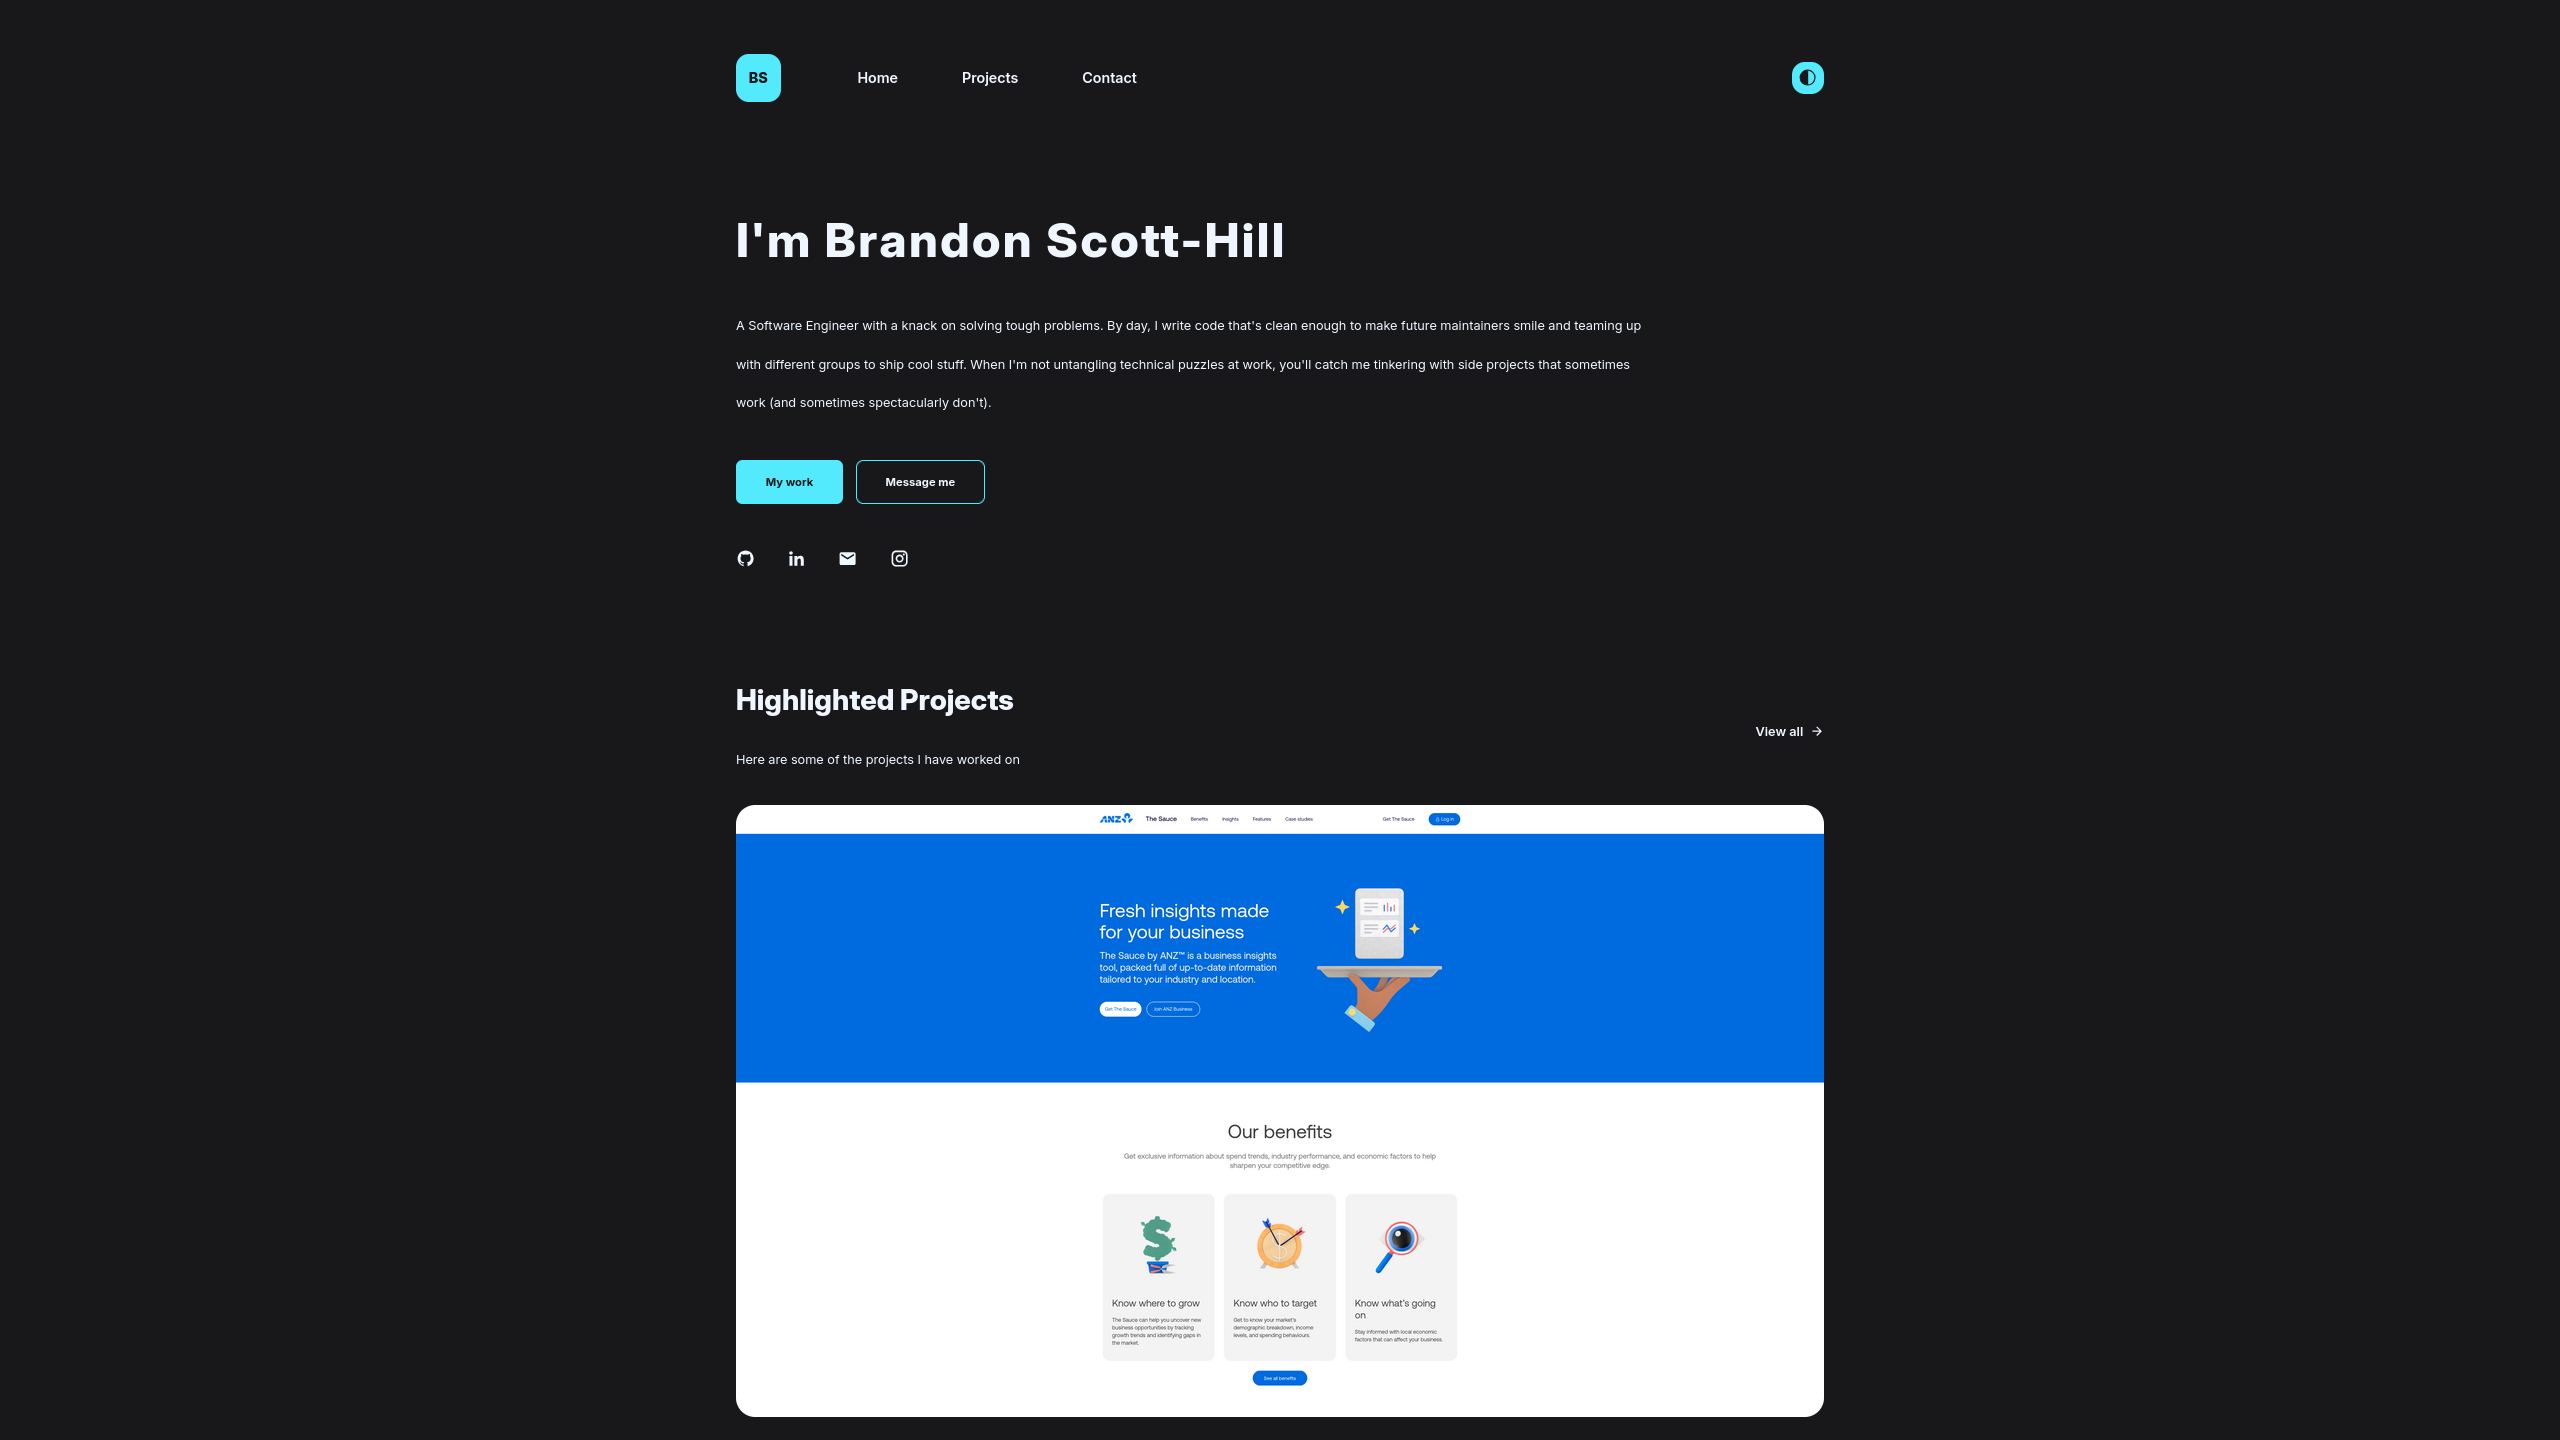 BS
Home
Projects
Contact
I'm Brandon Scott-Hill
A Software Engineer with a knack on solving tough problems. By day, I write code that's clean enough to make future maintainers smile and teaming up
with different groups to ship cool stuff. When I'm not untangling technical puzzles at work, you'll catch me tinkering with side projects that sometimes
work (and sometimes spectacularly don't).
My work
Message me
Highlighted Projects
View all
Here are some of the projects I have worked on
ANZ
The Sauce
Benefits
Insights
Features
Case studies
Get The Sauce
Log in
Fresh insights made
for your business
The Sauce by ANZ™ is a business insights
tool, packed full of up-to-date information
tailored to your industry and location.
Get The Sauce
Join ANZ Business
Our benefits
Get exclusive information about spend trends, industry performance, and economic factors to help
sharpen your competitive edge.
Know where to grow
The Sauce can help you uncover new
business opportunities by tracking
growth trends and identifying gaps in
the market.
Know who to target
Get to know your market's
demographic breakdown, income
levels, and spending behaviours.
Know what's going
on
Stay informed with local economic
factors that can affect your business.
See all benefits